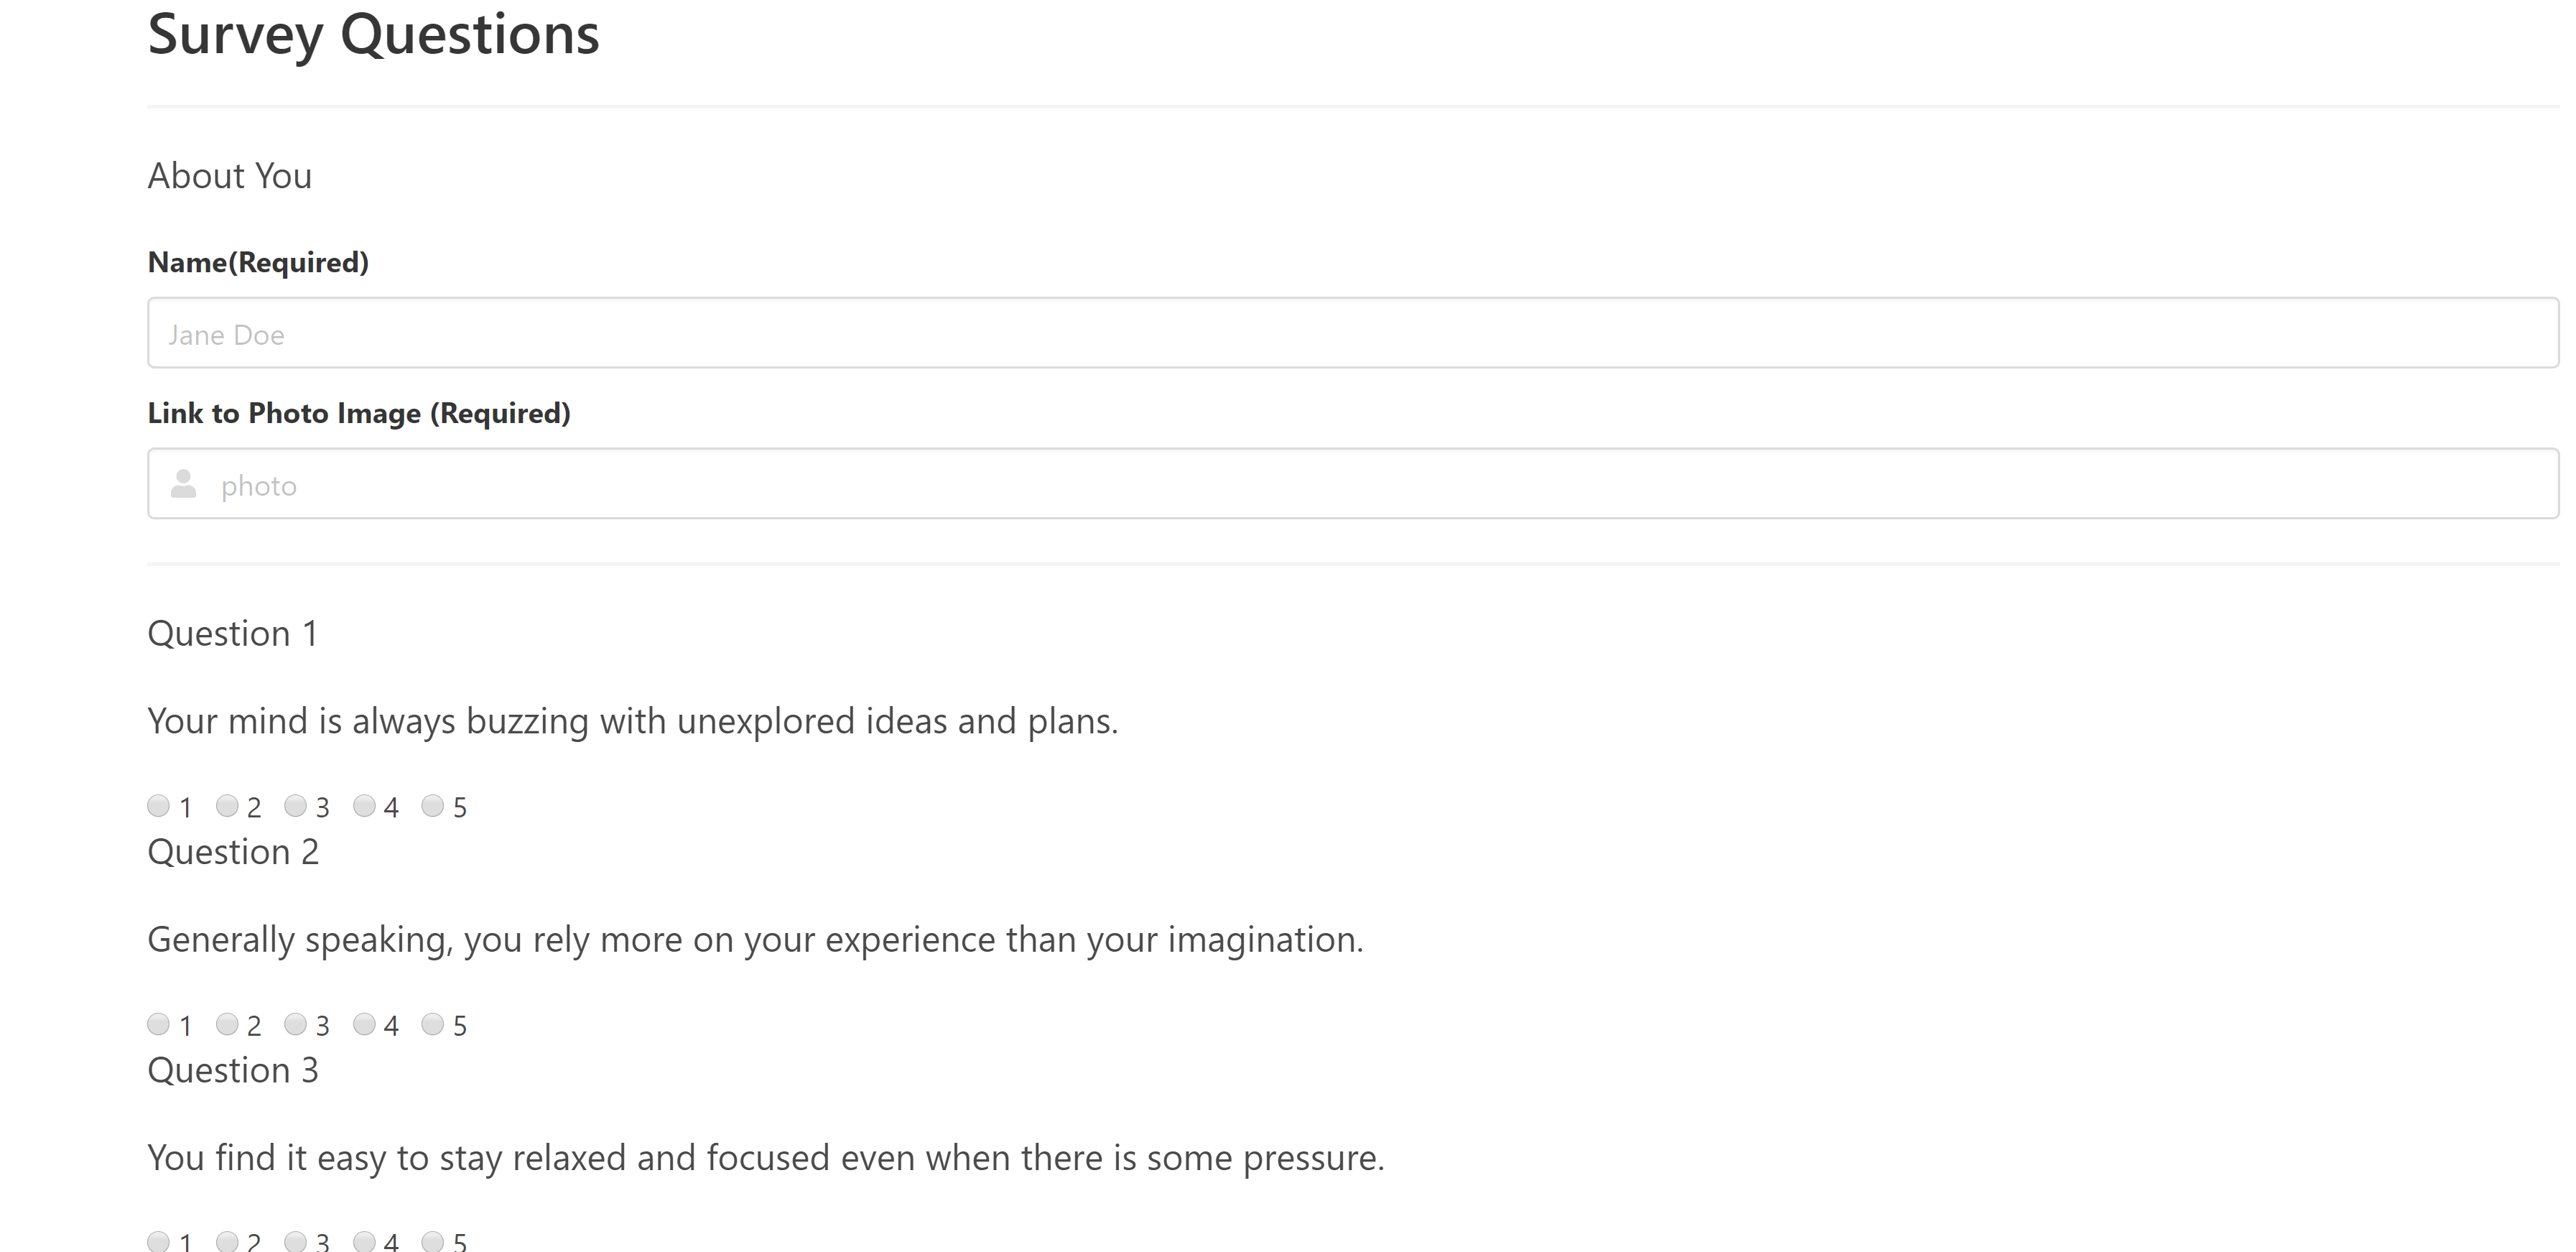 Survey Questions
About You
Name(Required)
Jane Doe
Link to Photo Image (Required)
photo
Question 1
Your mind is always buzzing with unexplored ideas and plans.
1 2 3 4 5
Question 2
Generally speaking, you rely more on your experience than your imagination.
1 2 3 4 5
Question 3
You find it easy to stay relaxed and focused even when there is some pressure.
1 2 3 4 5